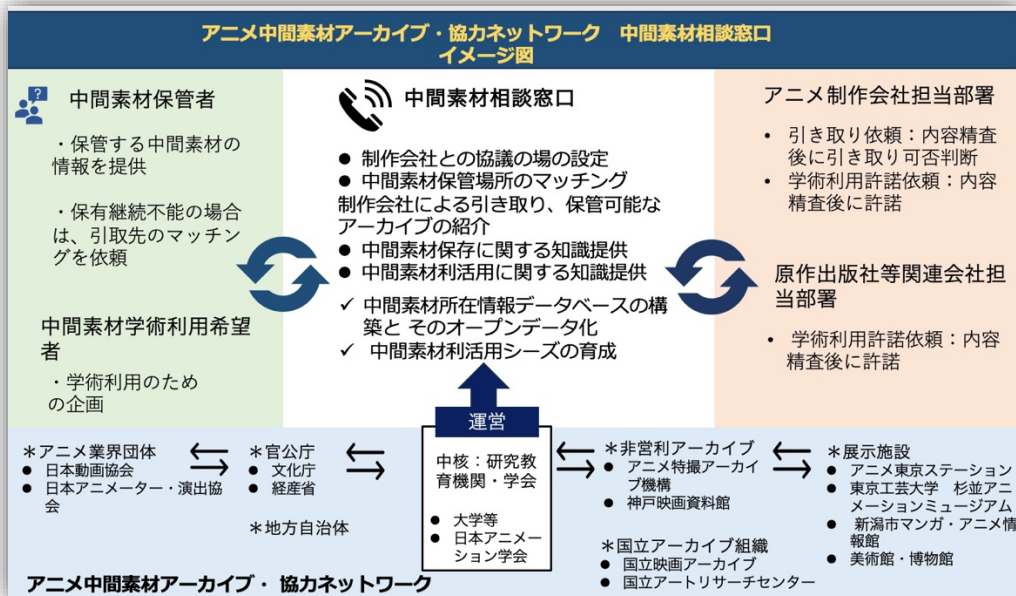 アニメ中間素材アーカイブ・協力ネットワーク　中間素材相談窓口
イメージ図
中間素材保管者
・保管する中間素材の
情報を提供
・保有継続不能の場合
は、引取先のマッチン
グを依頼
中間素材学術利用希望
者
・学術利用のため
の企画
中間素材相談窓口
● 制作会社との協議の場の設定
● 中間素材保管場所のマッチング
制作会社による引き取り、保管可能な
アーカイブの紹介
● 中間素材保存に関する知識提供
● 中間素材利活用に関する知識提供
✓ 中間素材所在情報データベースの構
築と そのオープンデータ化
✓ 中間素材利活用シーズの育成
アニメ制作会社担当部署
• 引き取り依頼：内容精査
後に引き取り可否判断
• 学術利用許諾依頼：内容
精査後に許諾
原作出版社等関連会社担
当部署
• 学術利用許諾依頼：内容
精査後に許諾
運営
中核：研究教
育機関・学会
● 大学等
● 日本アニメー
ション学会
＊アニメ業界団体
● 日本動画協会
● 日本アニメーター・演出協
会
＊官公庁
● 文化庁
● 経産省
＊地方自治体
＊非営利アーカイブ
● アニメ特撮アーカイ
ブ機構
● 神戸映画資料館
＊国立アーカイブ組織
● 国立映画アーカイブ
● 国立アートリサーチセンター
＊展示施設
● アニメ東京ステーション
● 東京工芸大学　杉並アニ
メーションミュージアム
● 新潟市マンガ・アニメ情
報館
● 美術館・博物館
アニメ中間素材アーカイブ・ 協力ネットワーク